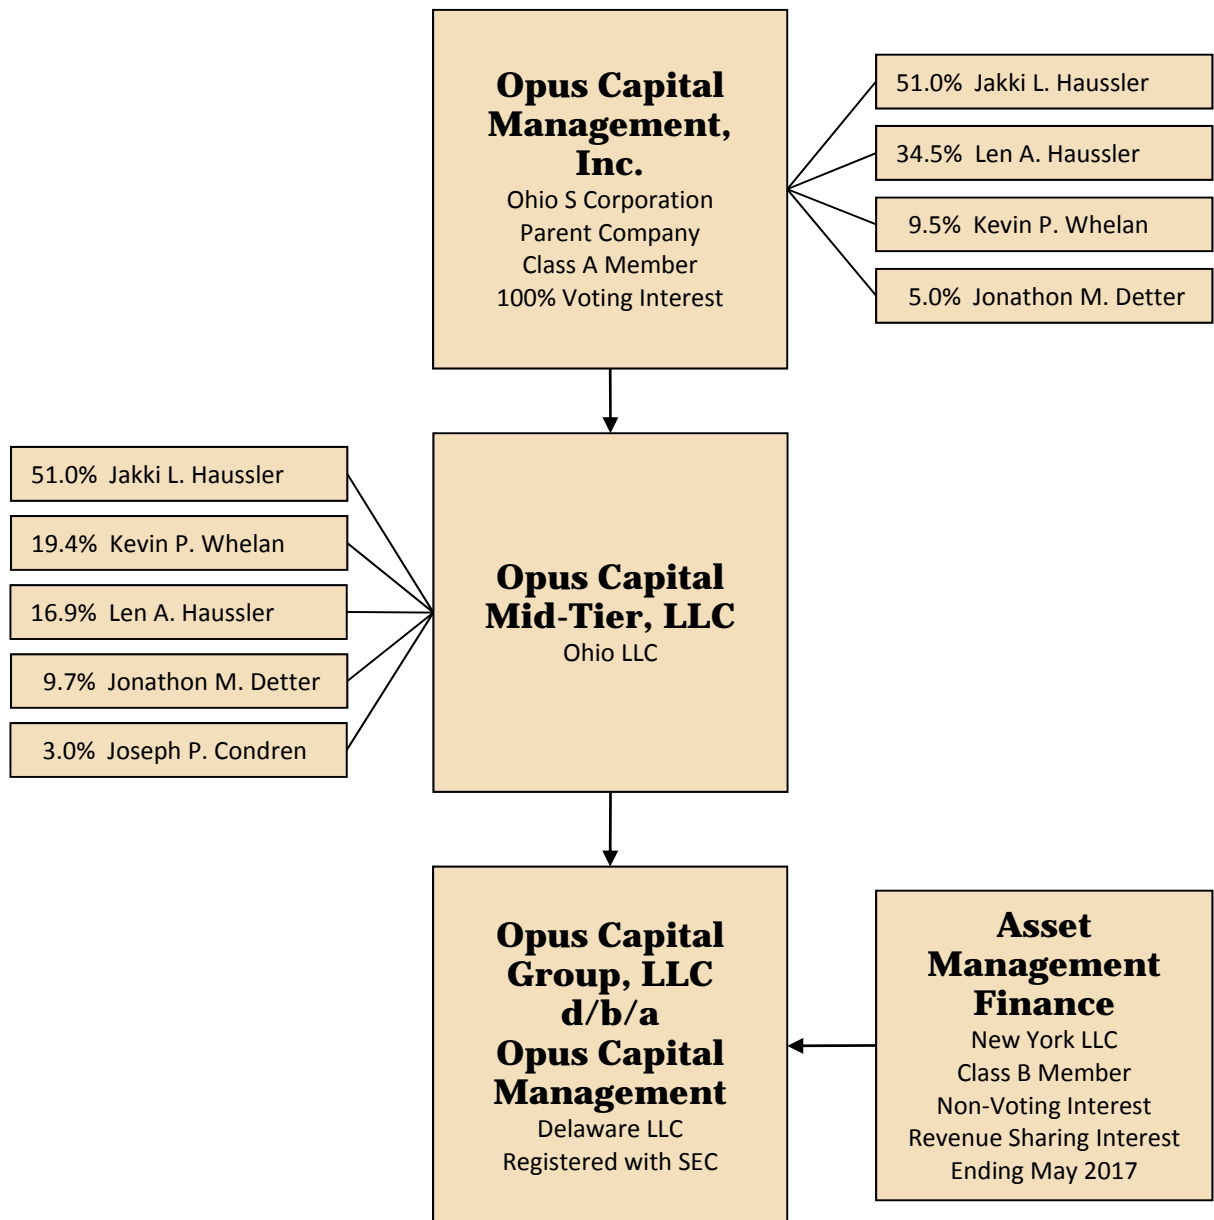 Opus Capital
Management,
Inc.
Ohio S Corporation
Parent Company
Class A Member
100% Voting Interest
51.0% Jakki L. Haussler
34.5% Len A. Haussler
9.5% Kevin P. Whelan
5.0% Jonathon M. Detter
51.0% Jakki L. Haussler
19.4% Kevin P. Whelan
16.9% Len A. Haussler
9.7% Jonathon M. Detter
3.0% Joseph P. Condren
Opus Capital
Mid-Tier, LLC
Ohio LLC
Opus Capital
Group, LLC
d/b/a
Opus Capital
Management
Delaware LLC
Registered with SEC
Asset
Management
Finance
New York LLC
Class B Member
Non-Voting Interest
Revenue Sharing Interest
Ending May 2017